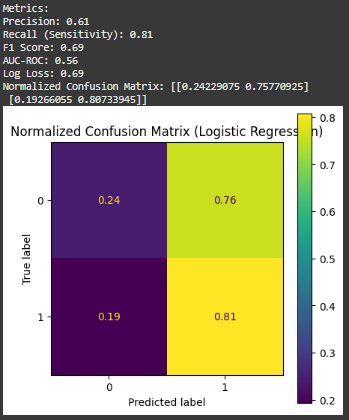 Metrics:
Precision: 0.61
Recall (Sensitivity): 0.81
F1 Score: 0.69
AUC-ROC: 0.56
Log Loss: 0.69
Normalized Confusion Matrix: [[0.24229075 0.75770925]
[0.19266055 0.80733945]]
Normalized Confusion Matrix (Logistic Regression)
0.8
0.7
0.6
0.5
0.4
0.3
0.2
True label
0
1
0.24
0.76
0.19
0.81
0
1
Predicted label